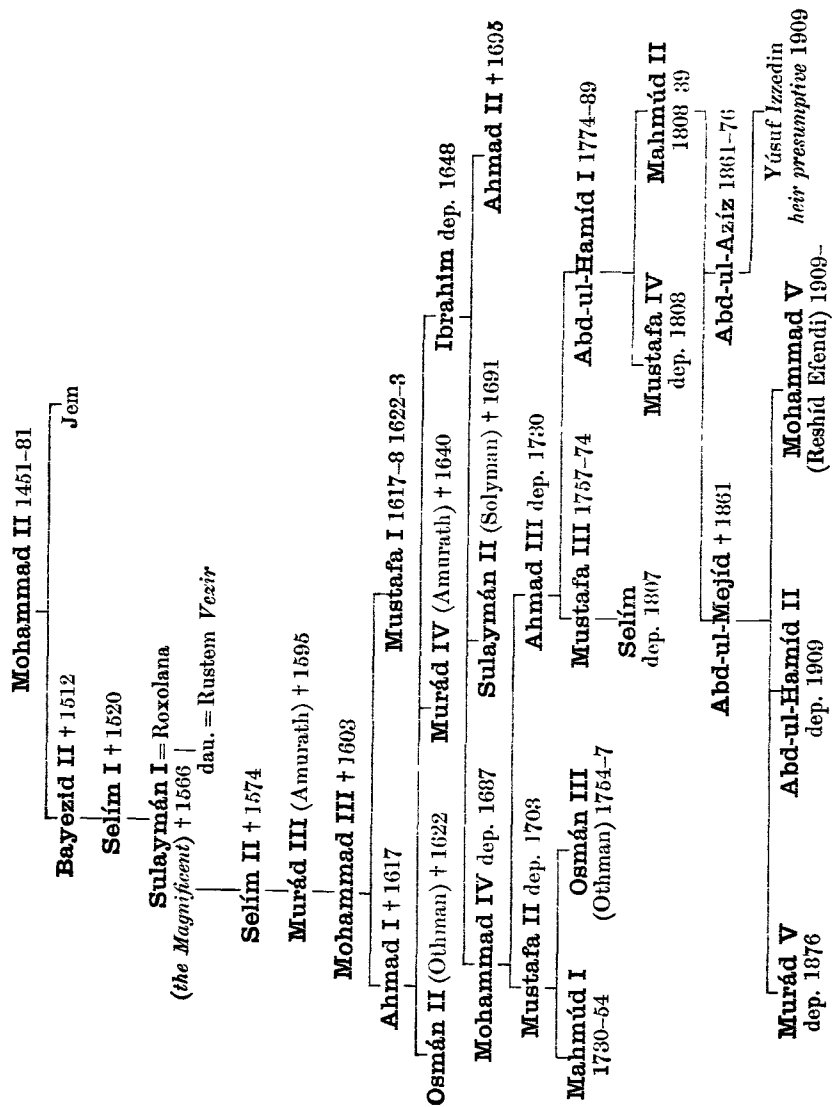 Mohammad II 1451–81
Bayezid II † 1512
Jem
Selím I † 1520
Sulaymán I = Roxolana
(the Magnificent) † 1566
dau. = Rustem Vezir
Selím II † 1574
Murád III (Amurath) † 1595
Mohammad III † 1603
Ahmad I † 1617
Mustafa I 1617–8 1622–3
Osmán II (Othman) † 1622
Murád IV (Amurath) † 1640
Ibrahim dep. 1648
Mohammad IV dep. 1687
Sulaymán II (Solyman) † 1691
Ahmad II † 1695
Mustafa II dep. 1703
Ahmad III dep. 1730
Mahmúd I
1730–54
Osmán III
(Othman) 1754–7
Mustafa III 1757–74
Abd-ul-Hamíd I 1774–89
Selím
dep. 1807
Mustafa IV
dep. 1808
Mahmúd II
1808 39
Abd-ul-Mejíd † 1861
Abd-ul-Azíz 1861–76
Murád V
dep. 1876
Abd-ul-Hamíd II
dep. 1909
Mohammad V
(Reshíd Efendi) 1909–
Yúsuf Izzedin
heir presumptive 1909